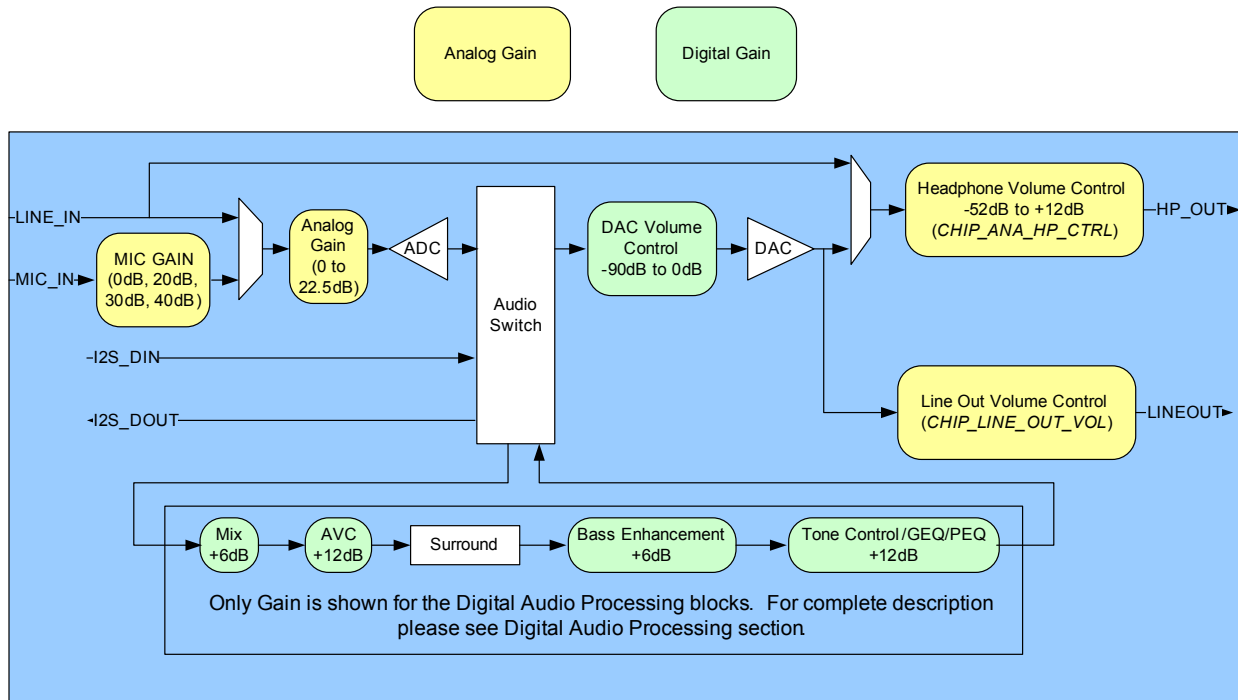 Analog Gain
Digital Gain
LINE_IN
MIC_IN
MIC GAIN
(0dB, 20dB,
30dB, 40dB)
Analog
Gain
(0 to
22.5dB)
ADC
Audio
Switch
DAC Volume
Control
-90dB to 0dB
DAC
Headphone Volume Control
-52dB to +12dB
(CHIP_ANA_HP_CTRL)
HP_OUT
I2S_DIN
I2S_DOUT
Line Out Volume Control
(CHIP_LINE_OUT_VOL)
LINEOUT
Mix
+6dB
AVC
+12dB
Surround
Bass Enhancement
+6dB
Tone Control/GEQ/PEQ
+12dB
Only Gain is shown for the Digital Audio Processing blocks. For complete description
please see Digital Audio Processing section.